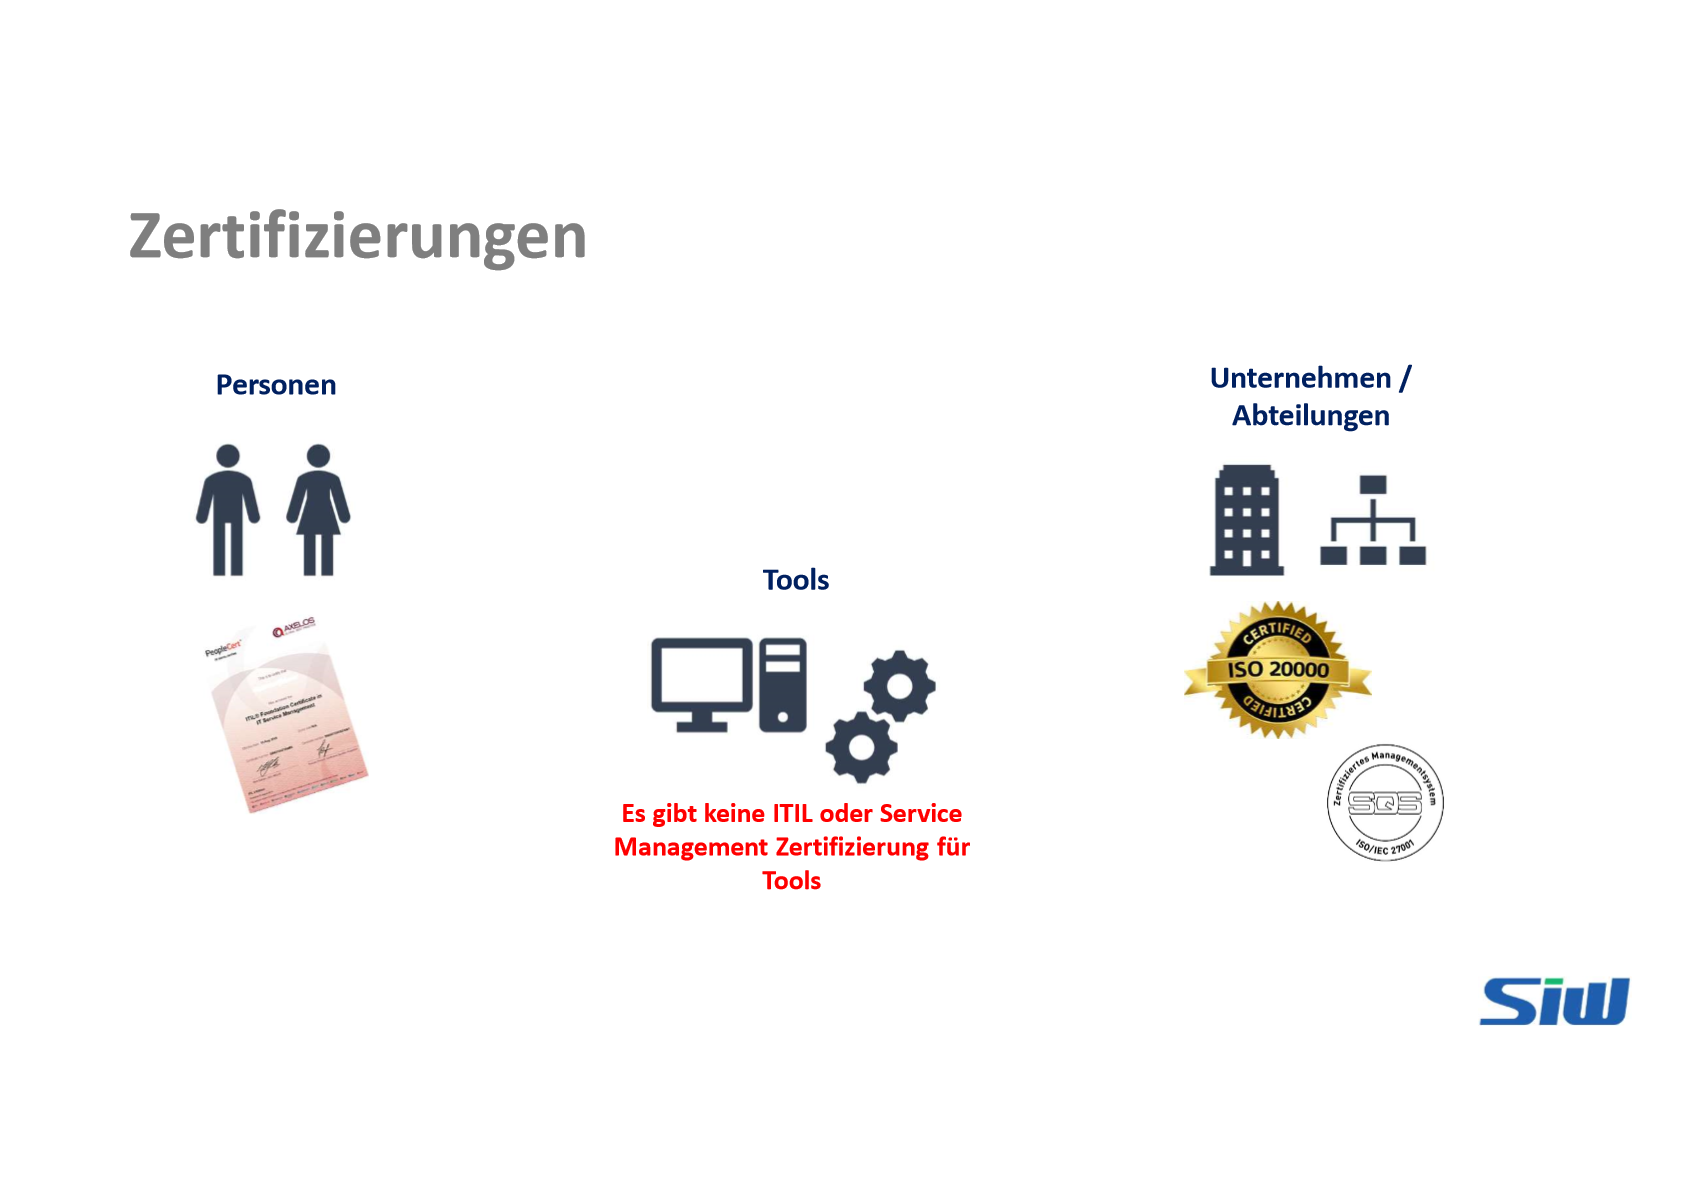 Zertifizierungen
Personen
PeopleCert
AXELOS
ITIL® Foundation Certificate in
IT Service Management
Tools
Es gibt keine ITIL oder Service
Management Zertifizierung für
Tools
Unternehmen /
Abteilungen
CERTIFIED
ISO 20000
CERTIFIED
Zertifiziertes Managementsystem
SQS
ISO/IEC 27001
Siw